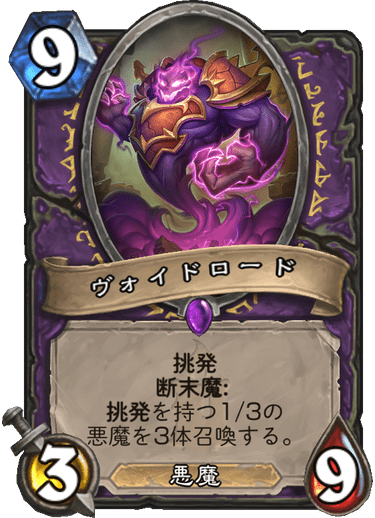 9
ヴォイドロード
挑発
断末魔:
挑発を持つ1/3の
悪魔を3体召喚する。
3
悪魔
9